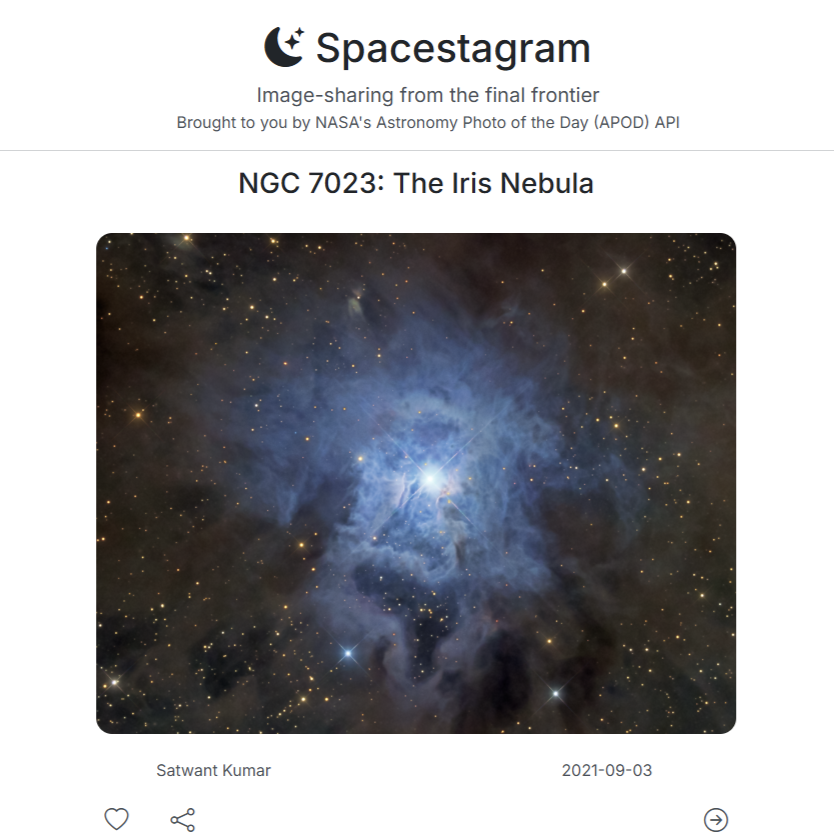 Spacestagram
Image-sharing from the final frontier
Brought to you by NASA's Astronomy Photo of the Day (APOD) API
NGC 7023: The Iris Nebula
Satwant Kumar
2021-09-03